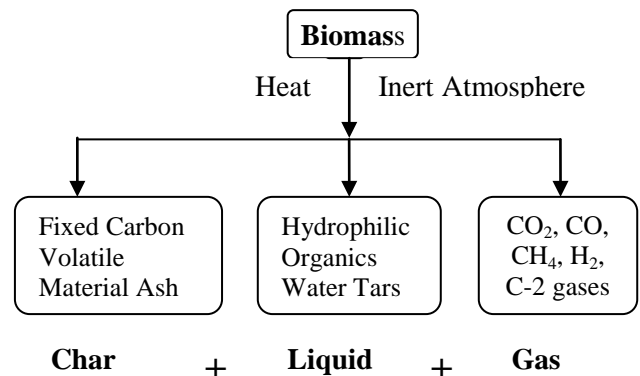 Biomass
Heat Inert Atmosphere
Fixed Carbon
Volatile
Material Ash
Hydrophilic
Organics
Water Tars
CO₂, CO,
CH₄, H₂,
C-2 gases
Char + Liquid + Gas